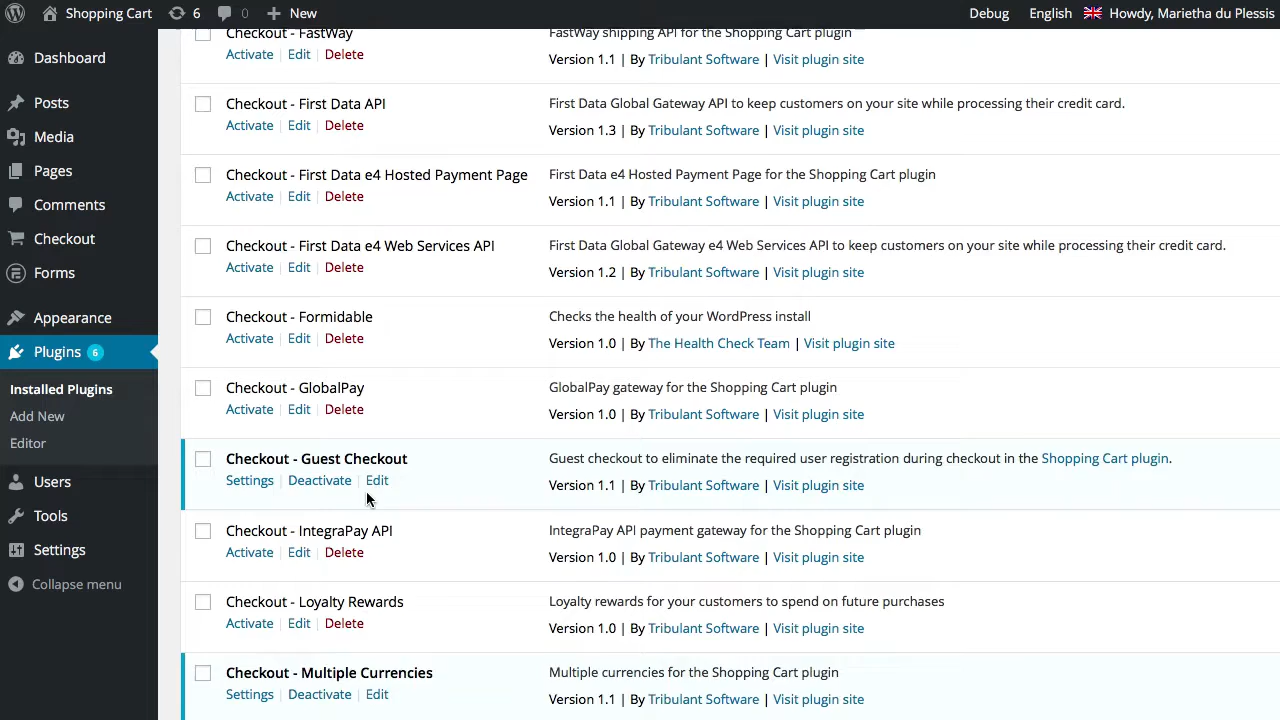 Shopping Cart 6 0 New Debug English Howdy, Marietha du Plessis
Dashboard
Posts
Media
Pages
Comments
Checkout
Forms
Appearance
Plugins 6
Installed Plugins
Add New
Editor
Users
Tools
Settings
Collapse menu
Checkout - FastWay FastWay shipping API for the Shopping Cart plugin
Activate | Edit | Delete Version 1.1 | By Tribulant Software | Visit plugin site
Checkout - First Data API First Data Global Gateway API to keep customers on your site while processing their credit card.
Activate | Edit | Delete Version 1.3 | By Tribulant Software | Visit plugin site
Checkout - First Data e4 Hosted Payment Page First Data e4 Hosted Payment Page for the Shopping Cart plugin
Activate | Edit | Delete Version 1.1 | By Tribulant Software | Visit plugin site
Checkout - First Data e4 Web Services API First Data Global Gateway e4 Web Services API to keep customers on your site while processing their credit card.
Activate | Edit | Delete Version 1.2 | By Tribulant Software | Visit plugin site
Checkout - Formidable Checks the health of your WordPress install
Activate | Edit | Delete Version 1.0 | By The Health Check Team | Visit plugin site
Checkout - GlobalPay GlobalPay gateway for the Shopping Cart plugin
Activate | Edit | Delete Version 1.0 | By Tribulant Software | Visit plugin site
Checkout - Guest Checkout Guest checkout to eliminate the required user registration during checkout in the Shopping Cart plugin.
Settings | Deactivate | Edit Version 1.1 | By Tribulant Software | Visit plugin site
Checkout - IntegraPay API IntegraPay API payment gateway for the Shopping Cart plugin
Activate | Edit | Delete Version 1.0 | By Tribulant Software | Visit plugin site
Checkout - Loyalty Rewards Loyalty rewards for your customers to spend on future purchases
Activate | Edit | Delete Version 1.0 | By Tribulant Software | Visit plugin site
Checkout - Multiple Currencies Multiple currencies for the Shopping Cart plugin
Settings | Deactivate | Edit Version 1.1 | By Tribulant Software | Visit plugin site